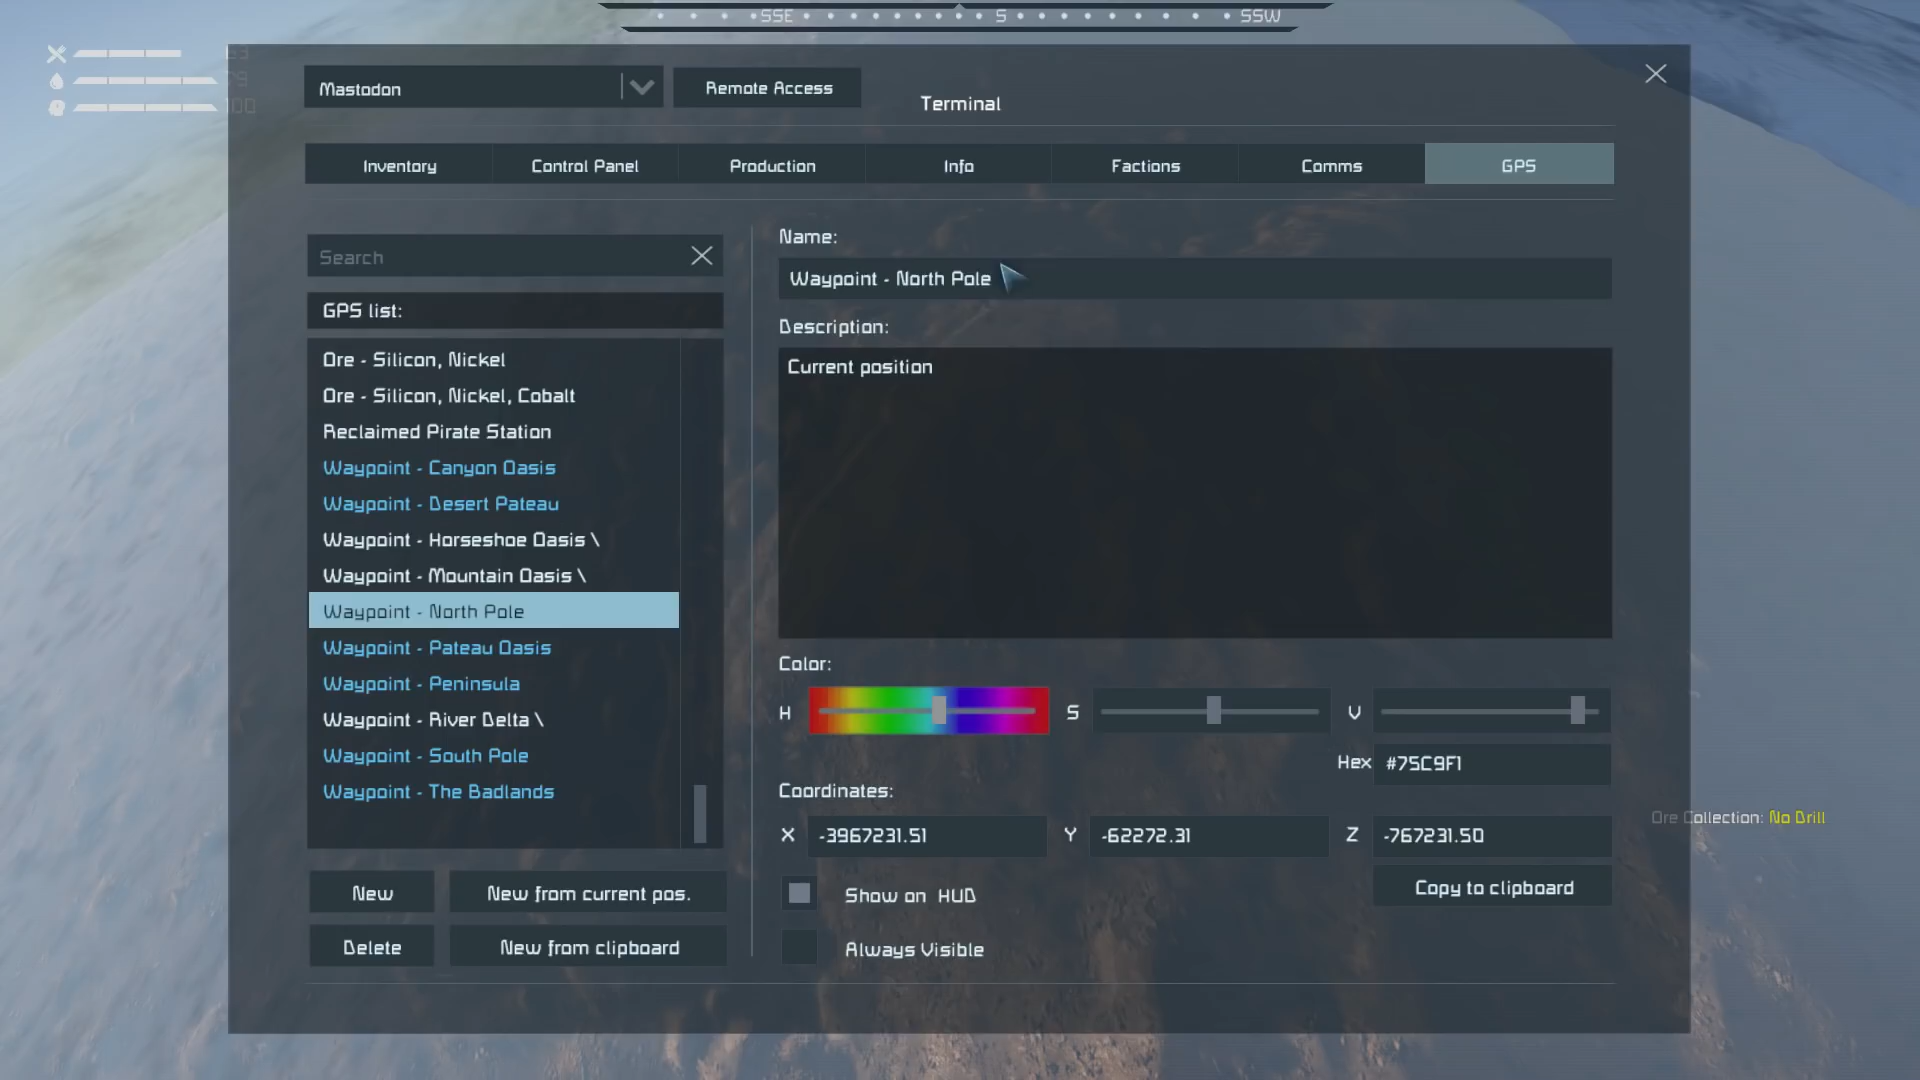 SSE S SSW
63
79
100
Mastodon
Remote Access
Terminal
Inventory Control Panel Production Info Factions Comms GPS
Search
GPS list:
Ore - Silicon, Nickel
Ore - Silicon, Nickel, Cobalt
Reclaimed Pirate Station
Waypoint - Canyon Oasis
Waypoint - Desert Pateau
Waypoint - Horseshoe Oasis \
Waypoint - Mountain Oasis \
Waypoint - North Pole
Waypoint - Pateau Oasis
Waypoint - Peninsula
Waypoint - River Delta \
Waypoint - South Pole
Waypoint - The Badlands
New New from current pos.
Delete New from clipboard
Name:
Waypoint - North Pole
Description:
Current position
Color:
H S V
Hex #75C9F1
Coordinates:
X -3967231.51 Y -62272.31 Z -767231.50
Show on HUD
Copy to clipboard
Always Visible
Ore Collection: No Drill